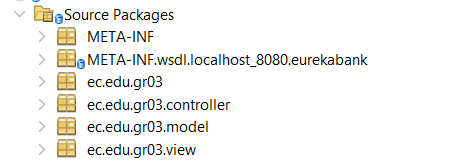 Source Packages
META-INF
META-INF.wsdl.localhost_8080.eurekabank
ec.edu.gr03
ec.edu.gr03.controller
ec.edu.gr03.model
ec.edu.gr03.view